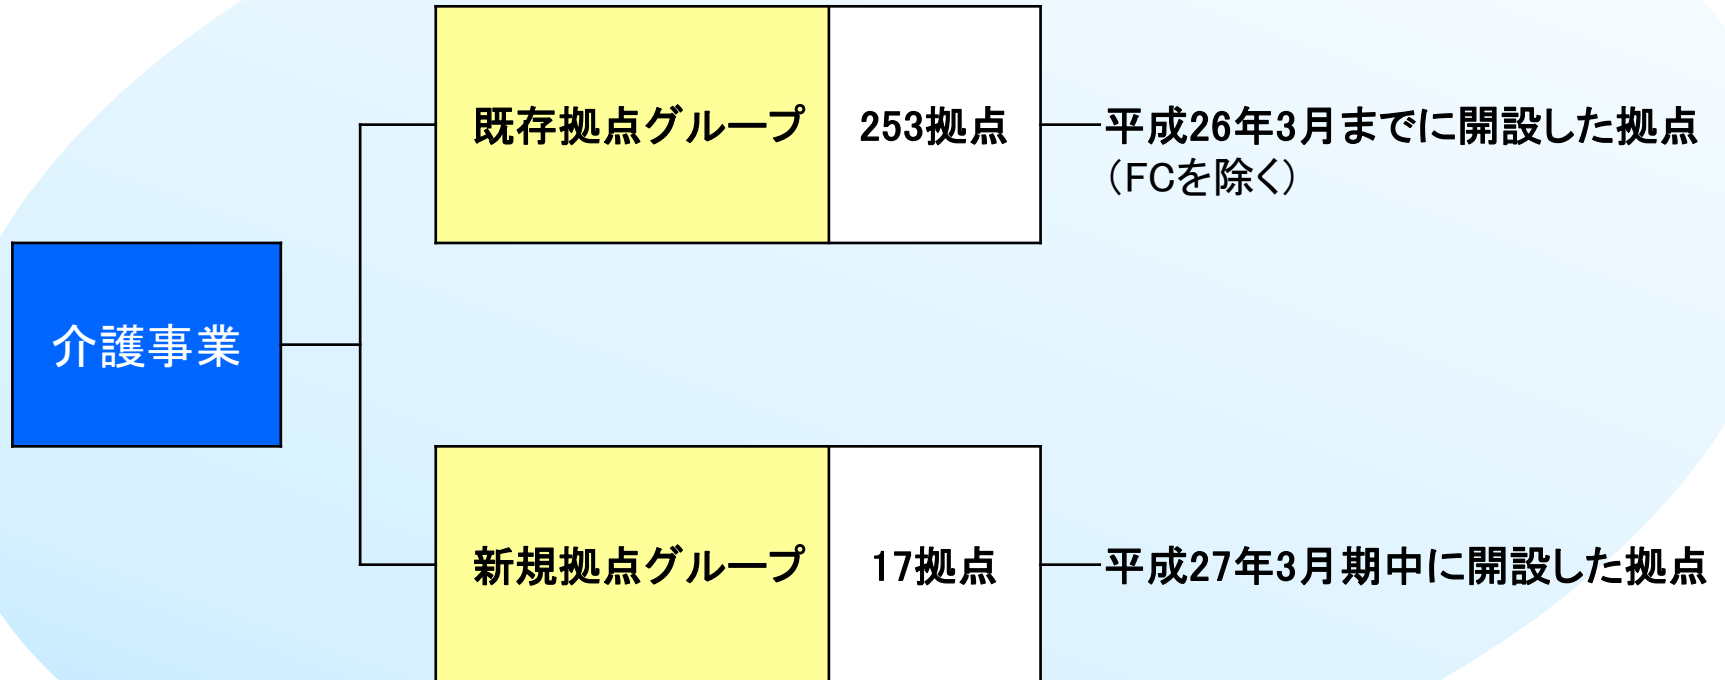 既存拠点グループ 253拠点 平成26年3月までに開設した拠点
（FCを除く）
介護事業
新規拠点グループ 17拠点 平成27年3月期中に開設した拠点